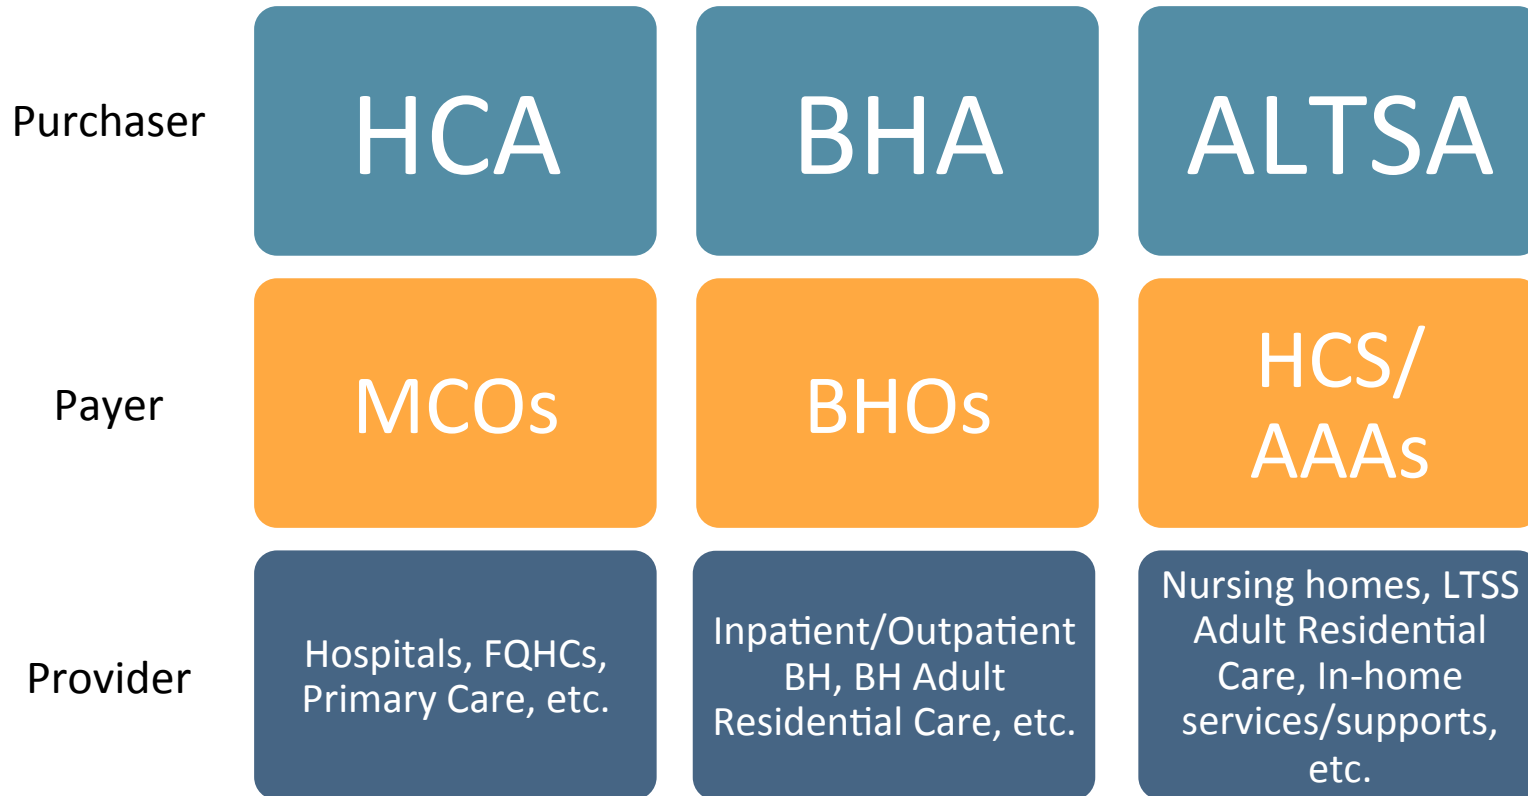 Purchaser
HCA
BHA
ALTSA
Payer
MCOs
BHOs
HCS/
AAAs
Provider
Hospitals, FQHCs,
Primary Care, etc.
Inpatient/Outpatient
BH, BH Adult
Residential Care, etc.
Nursing homes, LTSS
Adult Residential
Care, In-home
services/supports,
etc.